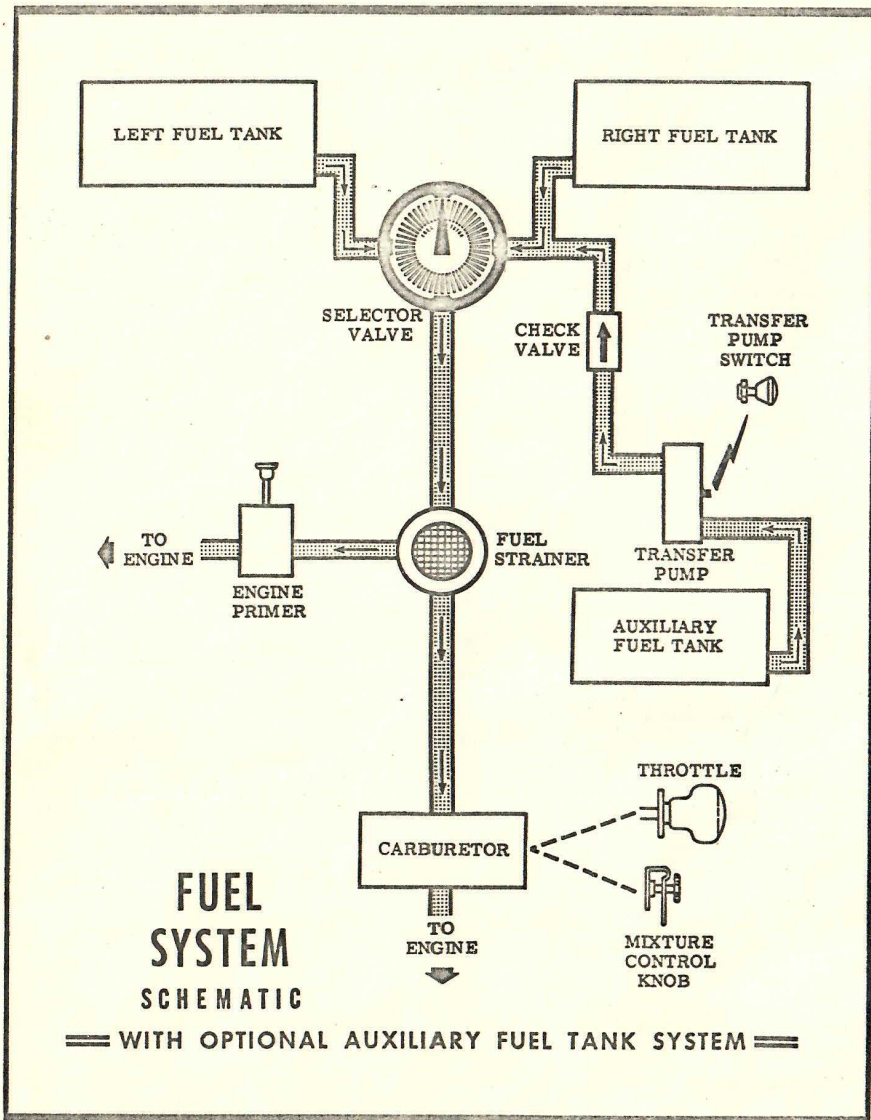 LEFT FUEL TANK
RIGHT FUEL TANK
SELECTOR
VALVE
CHECK
VALVE
TRANSFER
PUMP
SWITCH
TO
ENGINE
ENGINE
PRIMER
FUEL
STRAINER
TRANSFER
PUMP
AUXILIARY
FUEL TANK
THROTTLE
CARBURETOR
TO
ENGINE
MIXTURE
CONTROL
KNOB
FUEL
SYSTEM
SCHEMATIC
WITH OPTIONAL AUXILIARY FUEL TANK SYSTEM